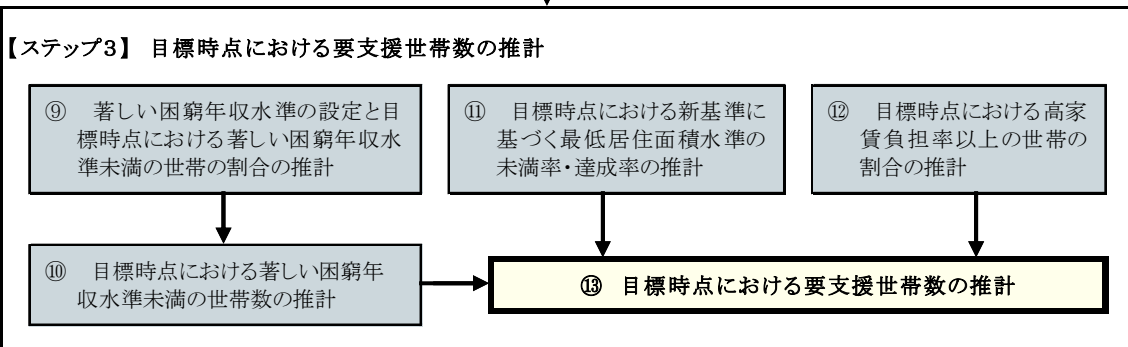 【ステップ3】 目標時点における要支援世帯数の推計
⑨ 著しい困窮年収水準の設定と目
標時点における著しい困窮年収水
準未満の世帯の割合の推計
⑪ 目標時点における新基準に
基づく最低居住面積水準の
未満率・達成率の推計
⑫ 目標時点における高家
賃負担率以上の世帯の
割合の推計
⑩ 目標時点における著しい困窮年
収水準未満の世帯数の推計
⑬ 目標時点における要支援世帯数の推計